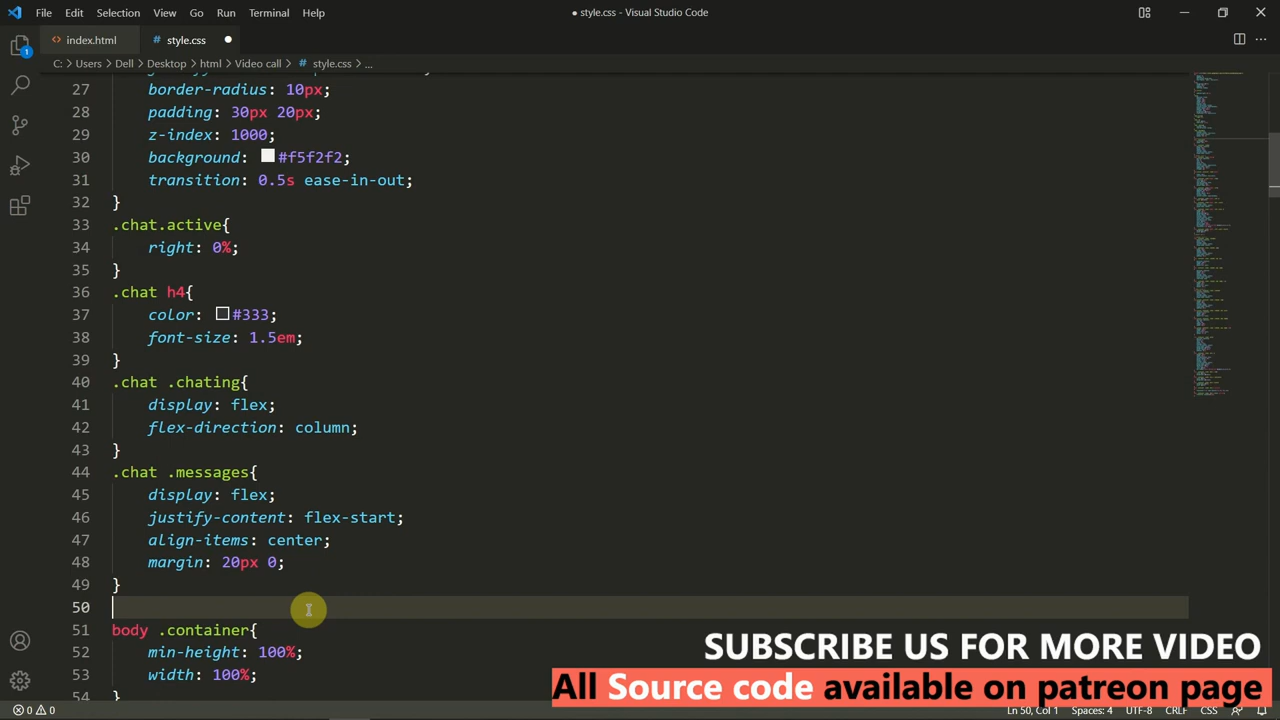 File Edit Selection View Go Run Terminal Help
● style.css - Visual Studio Code
<> index.html
# style.css ●
C: > Users > Dell > Desktop > html > Video call > # style.css > ...
27 border-radius: 10px;
28 padding: 30px 20px;
29 z-index: 1000;
30 background: #f5f2f2;
31 transition: 0.5s ease-in-out;
32 }
33 .chat.active{
34 right: 0%;
35 }
36 .chat h4{
37 color: #333;
38 font-size: 1.5em;
39 }
40 .chat .chating{
41 display: flex;
42 flex-direction: column;
43 }
44 .chat .messages{
45 display: flex;
46 justify-content: flex-start;
47 align-items: center;
48 margin: 20px 0;
49 }
50
51 body .container{
52 min-height: 100%;
53 width: 100%;
54 }
1
SUBSCRIBE US FOR MORE VIDEO
All Source code available on patreon page
0 0
Ln 50, Col 1 Spaces: 4 UTF-8 CRLF CSS